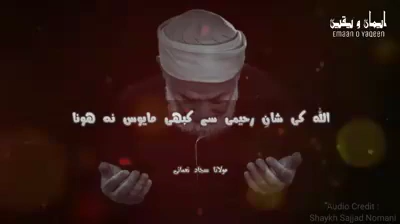 ایمان و یقین
EMAAN O YAQEEN
اللہ کی شانِ رحیمی سے کبھی مایوس نہ ہونا
مولانا سجاد نعمانی
"Audio Credit :
Shaykh Sajjad Nomani